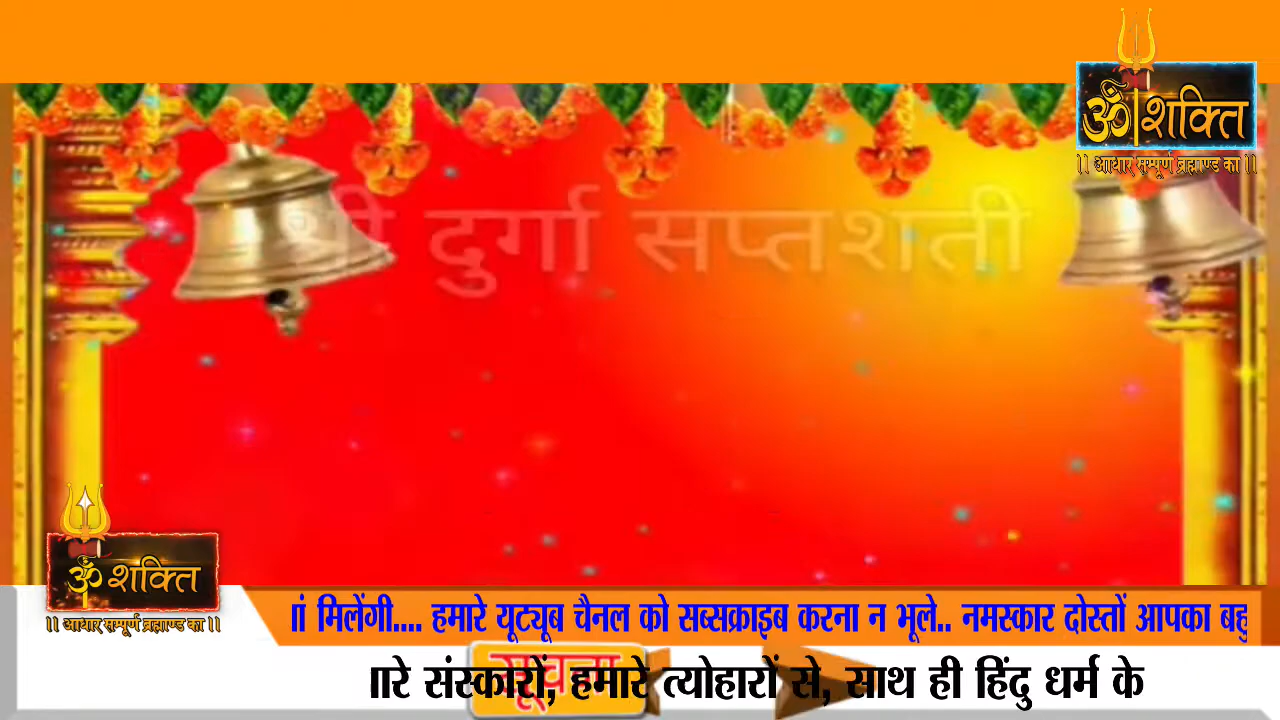 ॐ शक्ति
।। आधार सम्पूर्ण ब्रह्माण्ड का ।।
श्री दुर्गा सप्तशती
ॐ शक्ति
।। आधार सम्पूर्ण ब्रह्माण्ड का ।।
मिलेंगी.... हमारे यूट्यूब चैनल को सब्सक्राइब करना न भूले.. नमस्कार दोस्तों आपका
सूचना
ारे संस्कारों, हमारे त्योहारों से, साथ ही हिंदु धर्म के